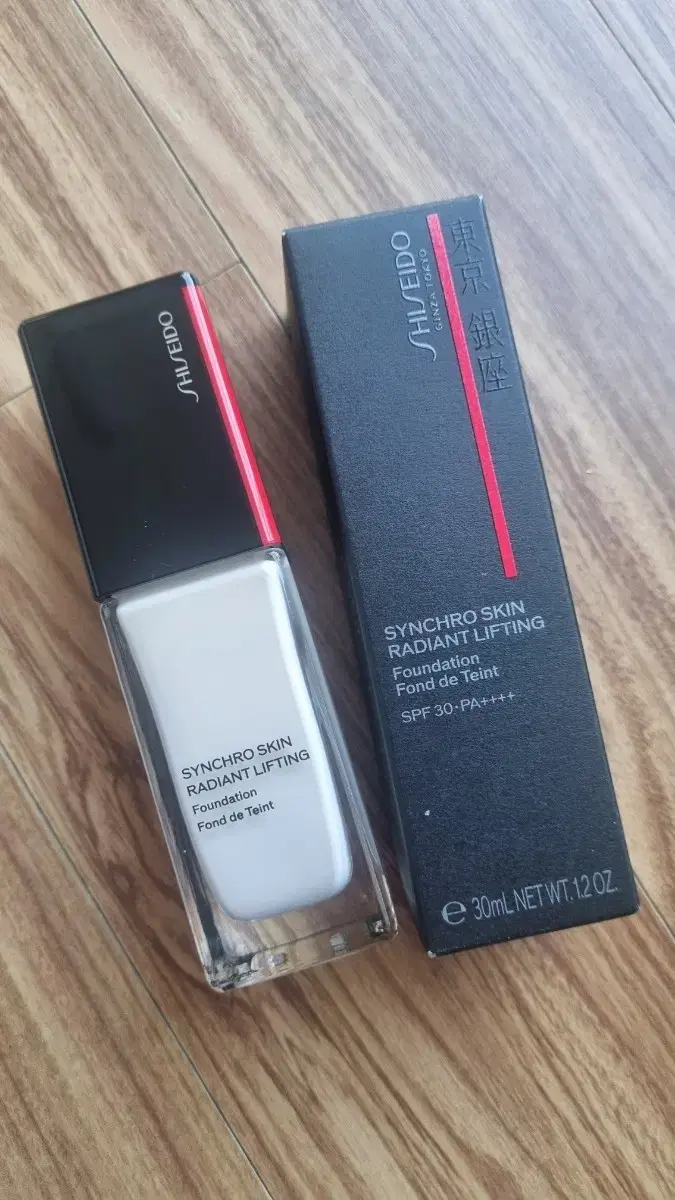 SHISEIDO
SYNCHRO SKIN
RADIANT LIFTING
Foundation
Fond de Teint
SHISEIDO
GINZA TOKYO
東京 銀座
SYNCHRO SKIN
RADIANT LIFTING
Foundation
Fond de Teint
SPF 30・PA++++
e 30mL NET WT. 1.2 OZ.